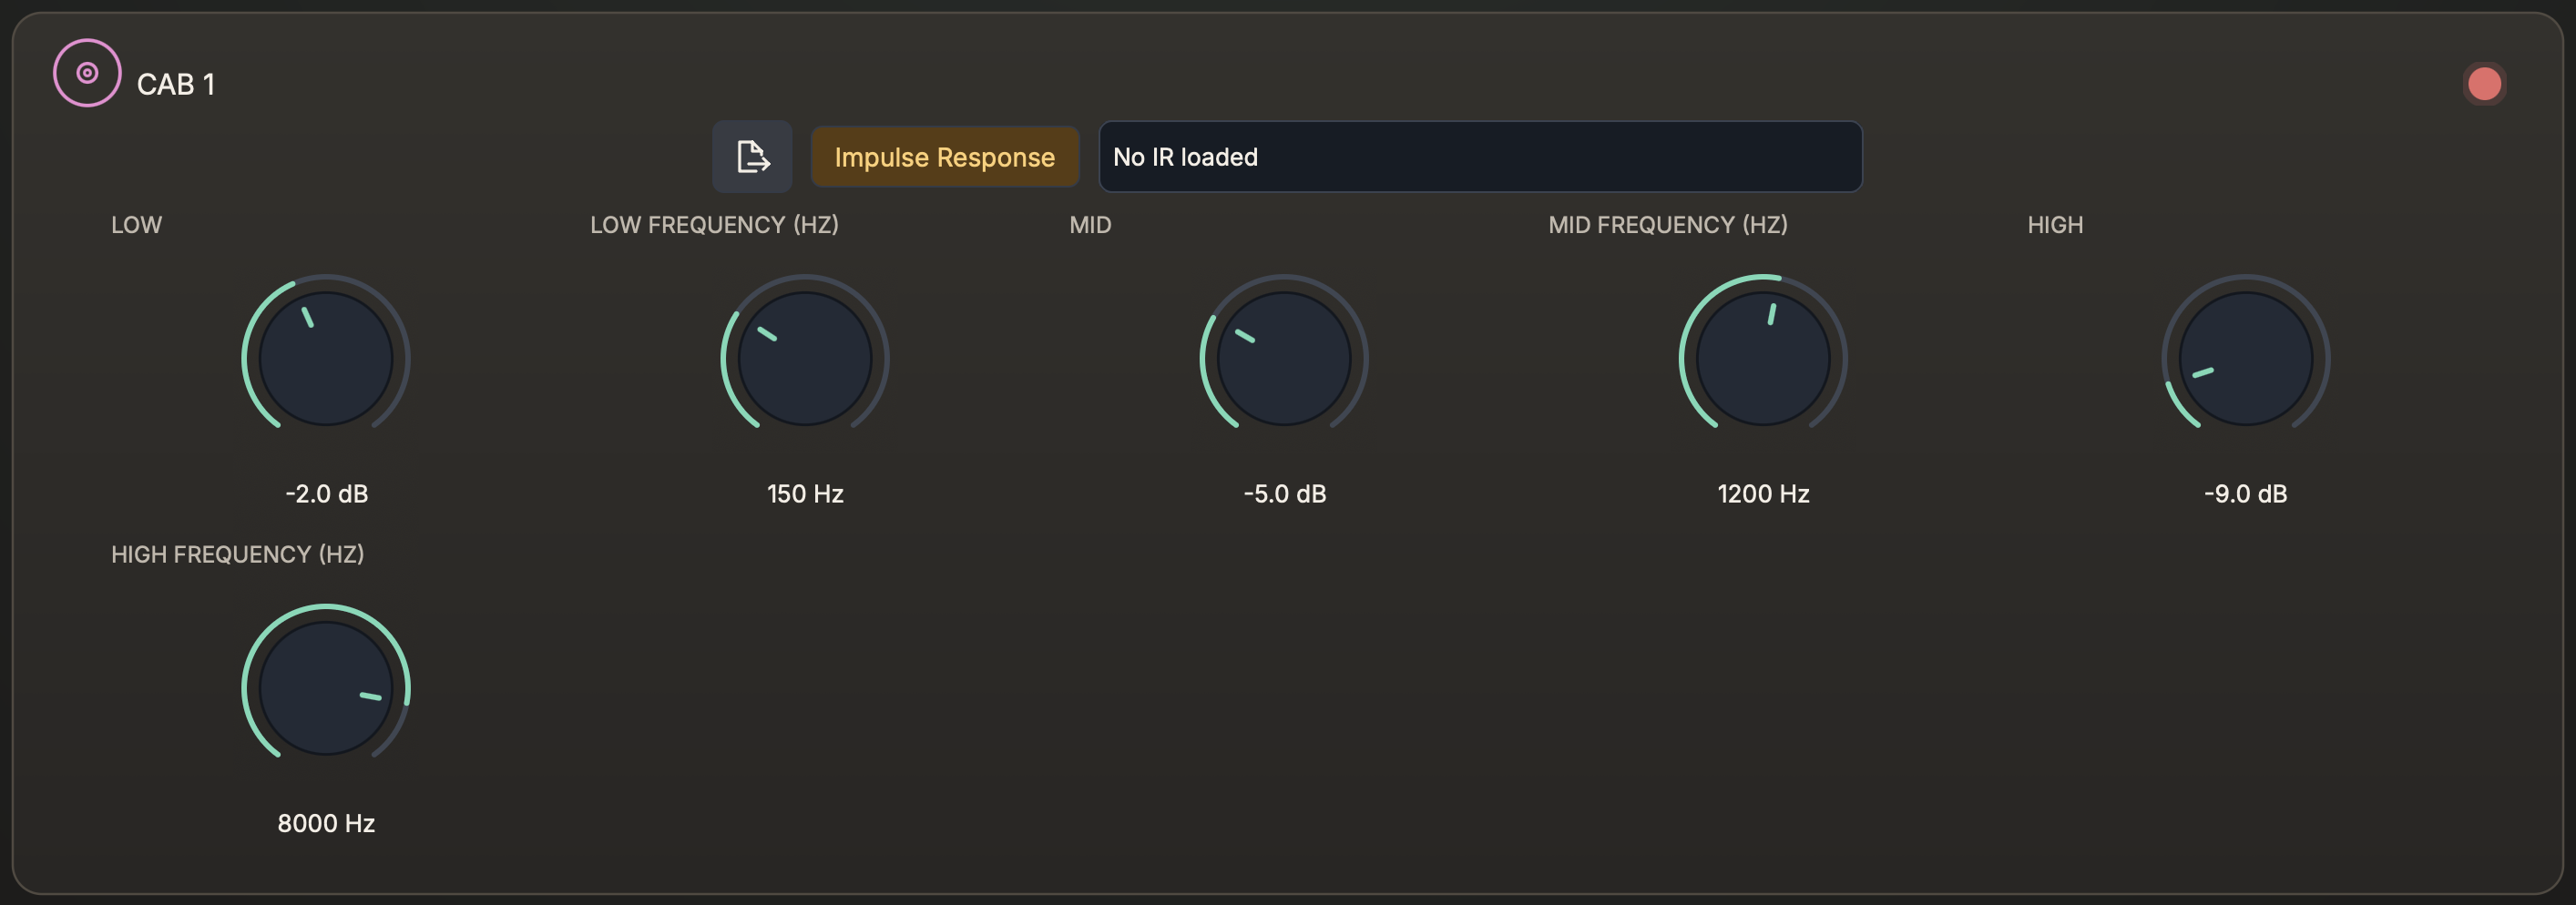 CAB 1
Impulse Response
No IR loaded
LOW
LOW FREQUENCY (HZ)
MID
MID FREQUENCY (HZ)
HIGH
-2.0 dB
150 Hz
-5.0 dB
1200 Hz
-9.0 dB
HIGH FREQUENCY (HZ)
8000 Hz